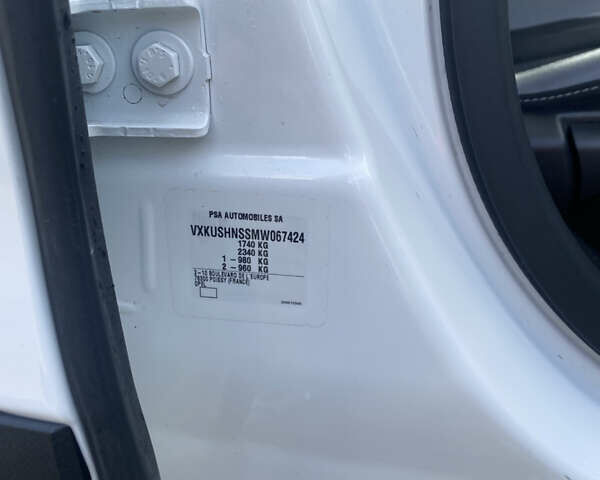 PSA AUTOMOBILES SA
VXKUSHNSSMW067424
1740 KG
2340 KG
1 – 980 KG
2 – 960 KG
2-10 BOULEVARD DE L'EUROPE
78300 POISSY (FRANCE)
OPEL